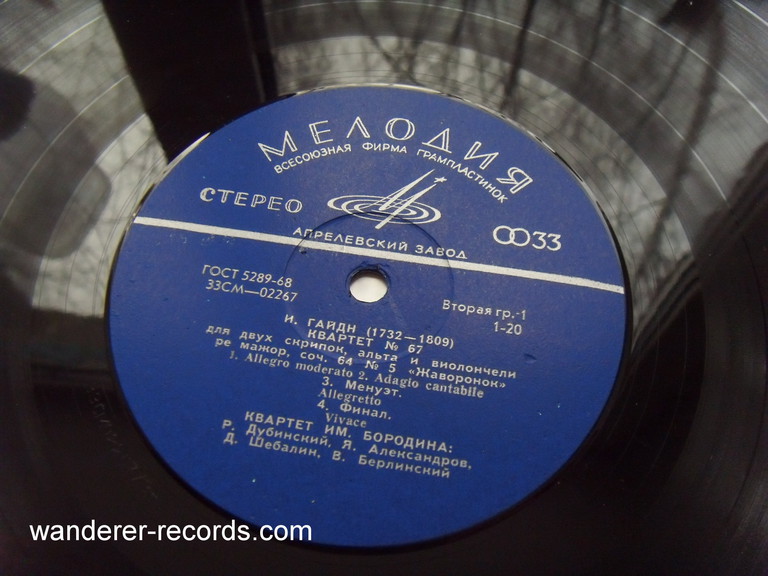 МЕЛОДИЯ
ВСЕСОЮЗНАЯ ФИРМА ГРАМПЛАСТИНОК
СТЕРЕО
33
АПРЕЛЕВСКИЙ ЗАВОД
ГОСТ 5289-68
33СМ—02267
Вторая гр.-1
1-20
И. ГАЙДН (1732—1809)
КВАРТЕТ № 67
для двух скрипок, альта и виолончели
ре мажор, соч. 64 № 5 «Жаворонок»
1. Allegro moderato 2. Adagio cantabile
3. Менуэт.
Allegretto
4. Финал.
Vivace
КВАРТЕТ ИМ. БОРОДИНА:
Р. Дубинский, Я. Александров,
Д. Шебалин, В. Берлинский
wanderer-records.com